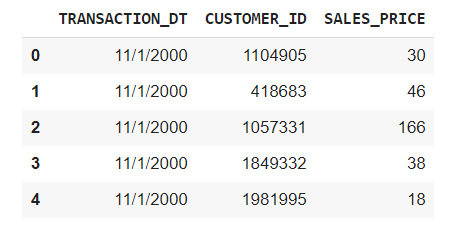 TRANSACTION_DT CUSTOMER_ID SALES_PRICE
0 11/1/2000 1104905 30
1 11/1/2000 418683 46
2 11/1/2000 1057331 166
3 11/1/2000 1849332 38
4 11/1/2000 1981995 18